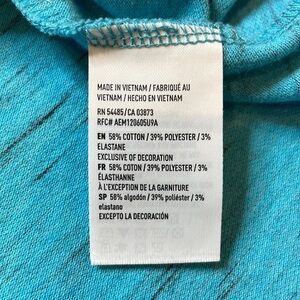 MADE IN VIETNAM / FABRIQUÉ AU
VIETNAM / HECHO EN VIETNAM
RN 54485/CA 03873
RFC# AEM120605U9A
EN 58% COTTON / 39% POLYESTER / 3%
ELASTANE
EXCLUSIVE OF DECORATION
FR 58% COTON / 39% POLYESTER / 3%
ÉLASTHANNE
À L'EXCEPTION DE LA GARNITURE
SP 58% algodón / 39% poliéster / 3%
elastano
EXCEPTO LA DECORACIÓN